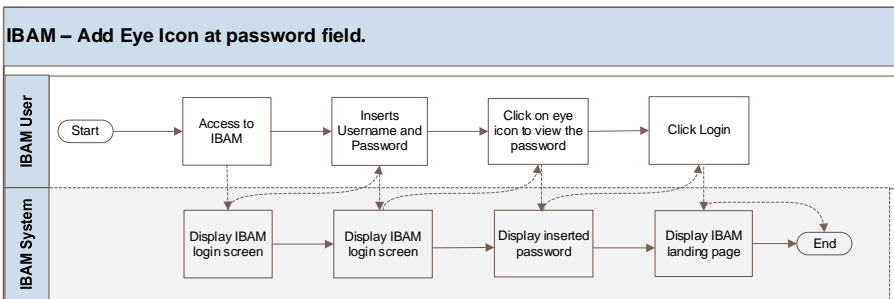 IBAM – Add Eye Icon at password field.
IBAM User
Start
Access to
IBAM
Inserts
Username and
Password
Click on eye
icon to view the
password
Click Login
IBAM System
Display IBAM
login screen
Display IBAM
login screen
Display inserted
password
Display IBAM
landing page
End